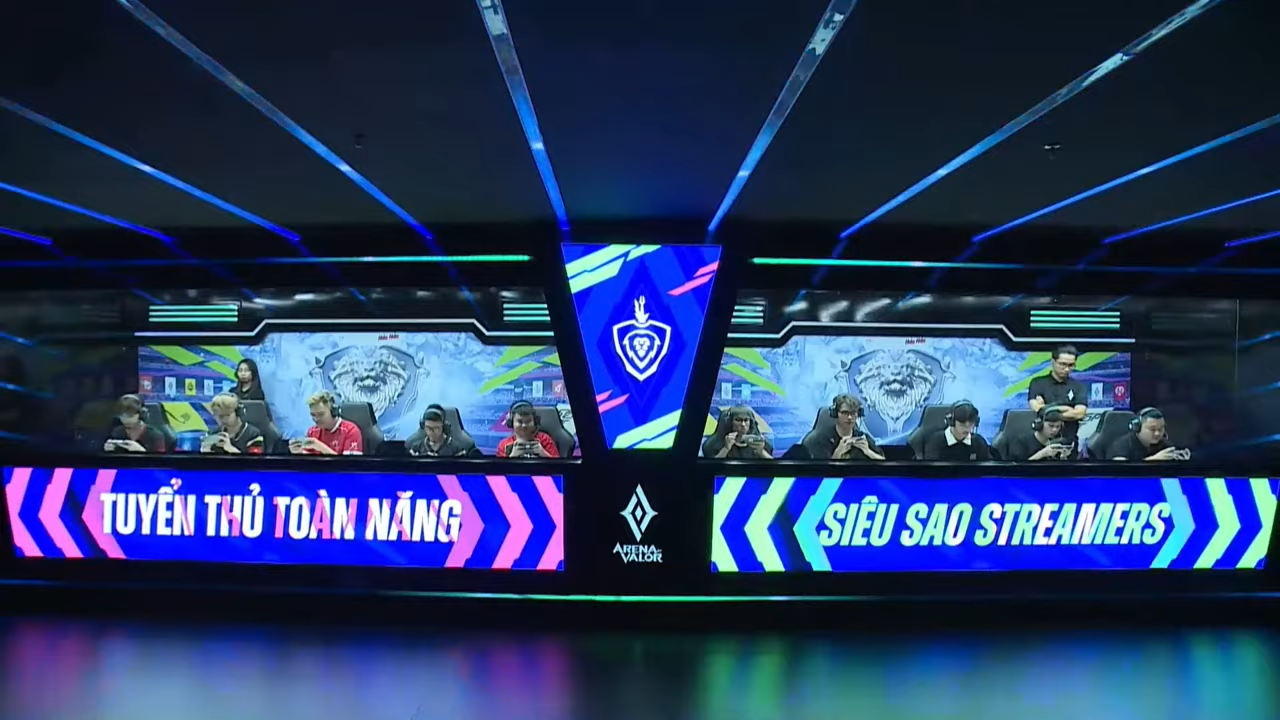 TUYỂN THỦ TOÀN NĂNG
SIÊU SAO STREAMERS
ARENA OF
VALOR